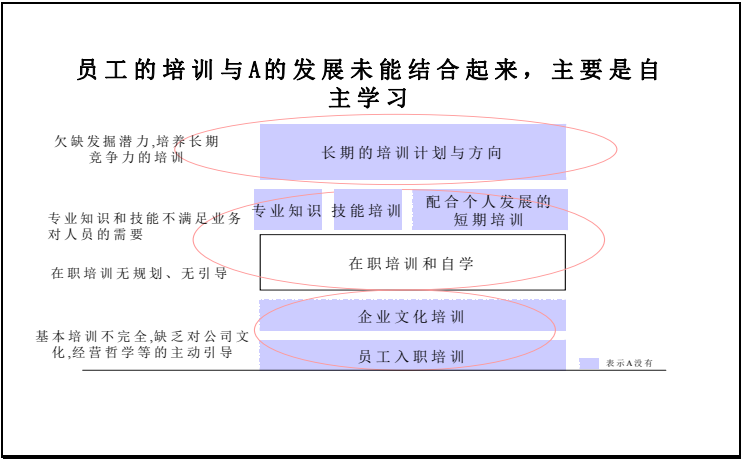 员工的培训与A的发展未能结合起来，主要是自
主学习
欠缺发掘潜力,培养长期
竞争力的培训
长期的培训计划与方向
专业知识和技能不满足业务
对人员的需要
专业知识
技能培训
配合个人发展的
短期培训
在职培训无规划、无引导
在职培训和自学
企业文化培训
基本培训不完全,缺乏对公司文
化,经营哲学等的主动引导
员工入职培训
表示A没有